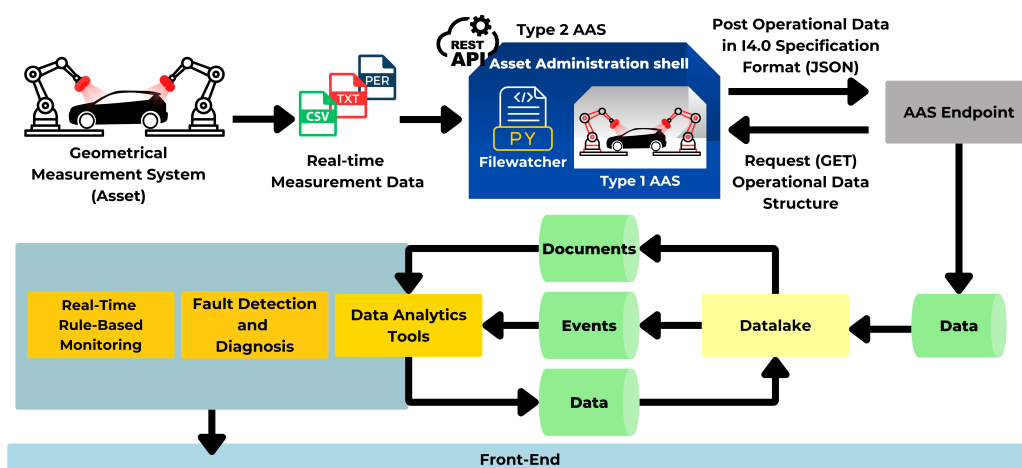 Geometrical
Measurement System
(Asset)
CSV
TXT
PER
Real-time
Measurement Data
REST
API
Type 2 AAS
Asset Administration shell
</>
PY
Filewatcher
Type 1 AAS
Post Operational Data
in I4.0 Specification
Format (JSON)
Request (GET)
Operational Data
Structure
AAS Endpoint
Real-Time
Rule-Based
Monitoring
Fault Detection
and
Diagnosis
Data Analytics
Tools
Documents
Events
Data
Datalake
Data
Front-End